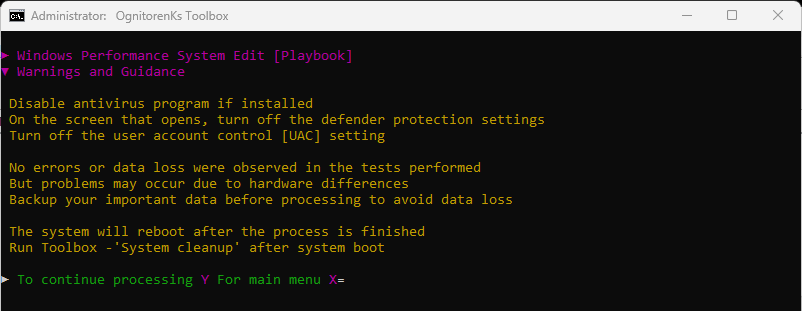 Administrator: OgnitorenKs Toolbox
► Windows Performance System Edit [Playbook]
▼ Warnings and Guidance
Disable antivirus program if installed
On the screen that opens, turn off the defender protection settings
Turn off the user account control [UAC] setting
No errors or data loss were observed in the tests performed
But problems may occur due to hardware differences
Backup your important data before processing to avoid data loss
The system will reboot after the process is finished
Run Toolbox -'System cleanup' after system boot
► To continue processing Y For main menu X=